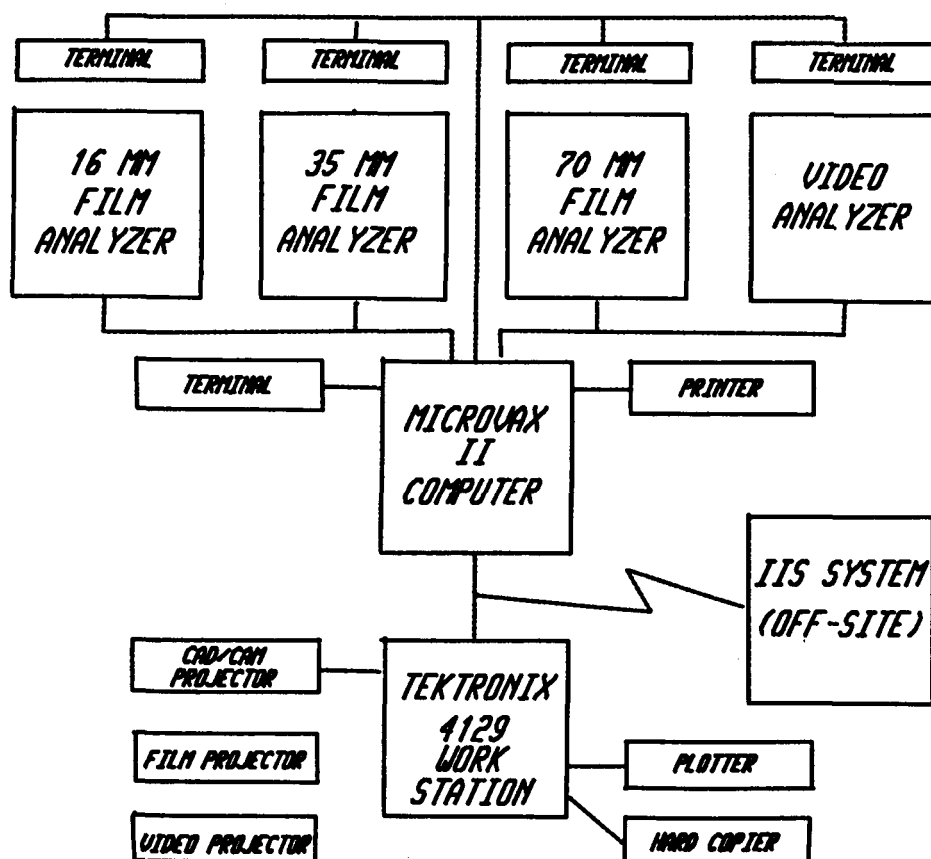 TERMINAL
TERMINAL
TERMINAL
TERMINAL
16 MM
FILM
ANALYZER
35 MM
FILM
ANALYZER
70 MM
FILM
ANALYZER
VIDEO
ANALYZER
TERMINAL
PRINTER
MICROVAX
II
COMPUTER
IIS SYSTEM
(OFF-SITE)
CAD/CAM
PROJECTOR
TEKTRONIX
4129
WORK
STATION
FILM PROJECTOR
PLOTTER
VIDEO PROJECTOR
HARD COPIER